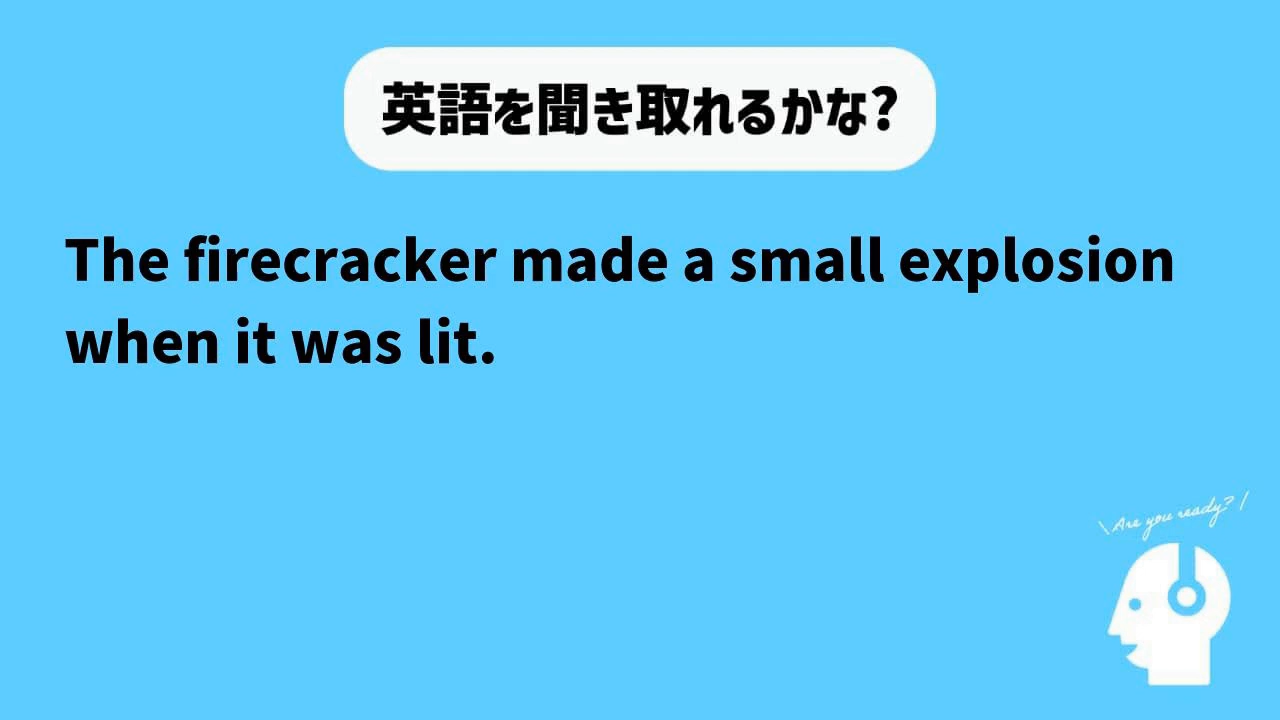 英語を聞き取れるかな?
The firecracker made a small explosion
when it was lit.
\ Are you ready? /